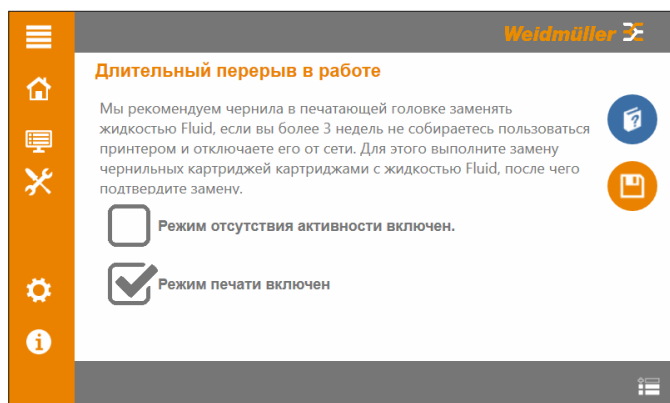 Weidmüller
Длительный перерыв в работе
Мы рекомендуем чернила в печатающей головке заменять
жидкостью Fluid, если вы более 3 недель не собираетесь пользоваться
принтером и отключаете его от сети. Для этого выполните замену
чернильных картриджей картриджами с жидкостью Fluid, после чего
подтвердите замену.
Режим отсутствия активности включен.
Режим печати включен